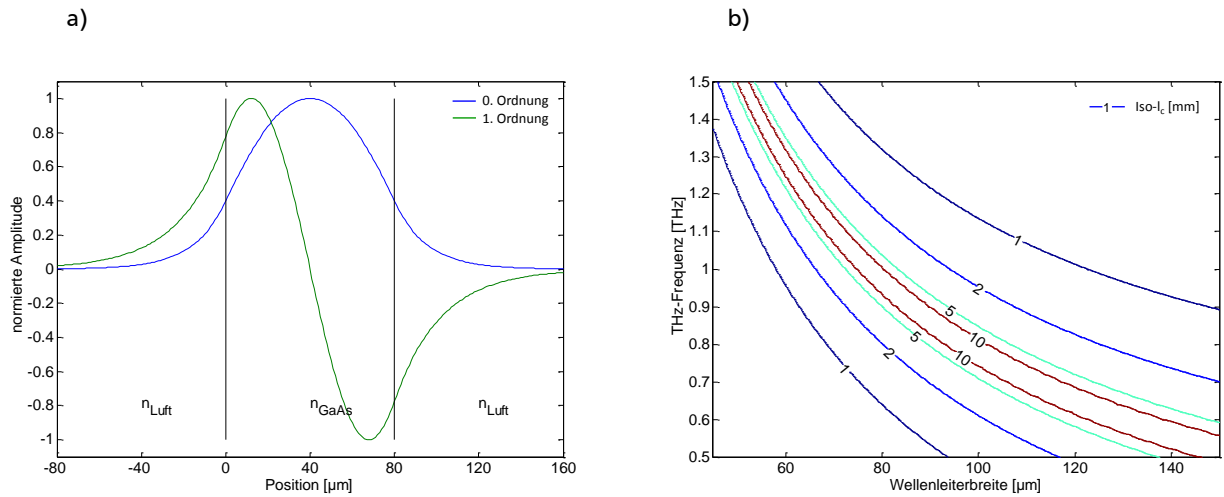 a)
normierte Amplitude
1
0.8
0.6
0.4
0.2
0
-0.2
-0.4
-0.6
-0.8
-1
0. Ordnung
1. Ordnung
n_Luft n_GaAs n_Luft
-80 -40 0 40 80 120 160
Position [µm]
b)
THz-Frequenz [THz]
1.5
1.4
1.3
1.2
1.1
1
0.9
0.8
0.7
0.6
0.5
1 Iso-l_c [mm]
1
2
5
10
5
10
2
1
60 80 100 120 140
Wellenleiterbreite [µm]